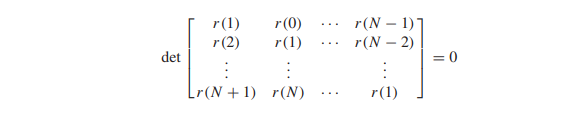 r(1) r(0) ⋯ r(N − 1)
r(2) r(1) ⋯ r(N − 2)
det = 0
⋮ ⋮ ⋮
r(N + 1) r(N) ⋯ r(1)